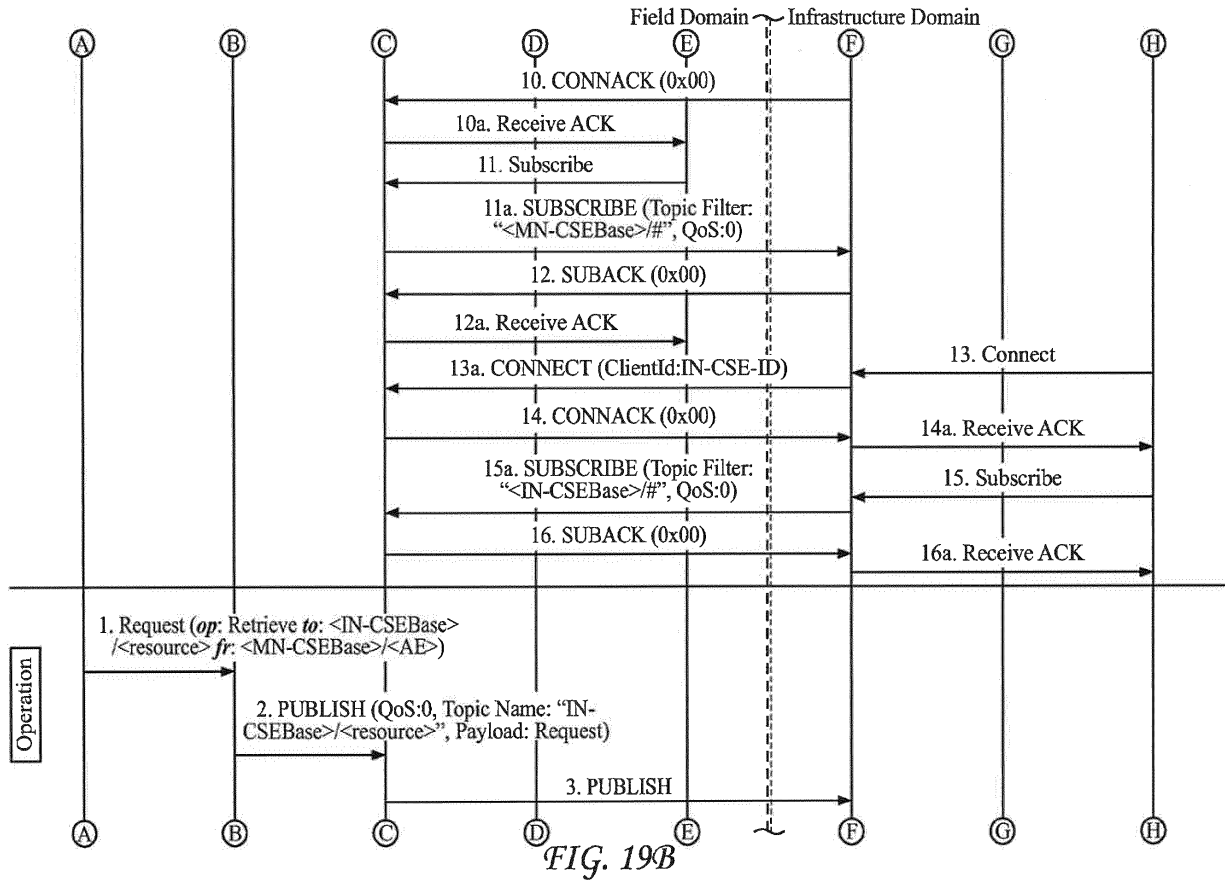 Field Domain
Infrastructure Domain
A
B
C
D
E
F
G
H
10. CONNACK (0x00)
10a. Receive ACK
11. Subscribe
11a. SUBSCRIBE (Topic Filter:
“<MN-CSEBase>/#”, QoS:0)
12. SUBACK (0x00)
12a. Receive ACK
13. Connect
13a. CONNECT (ClientId:IN-CSE-ID)
14. CONNACK (0x00)
14a. Receive ACK
15a. SUBSCRIBE (Topic Filter:
“<IN-CSEBase>/#”, QoS:0)
15. Subscribe
16. SUBACK (0x00)
16a. Receive ACK
Operation
1. Request (op: Retrieve to: <IN-CSEBase>
/<resource> fr: <MN-CSEBase>/<AE>)
2. PUBLISH (QoS:0, Topic Name: “IN-
CSEBase>/<resource>”, Payload: Request)
3. PUBLISH
A
B
C
D
E
F
G
H
FIG. 19B